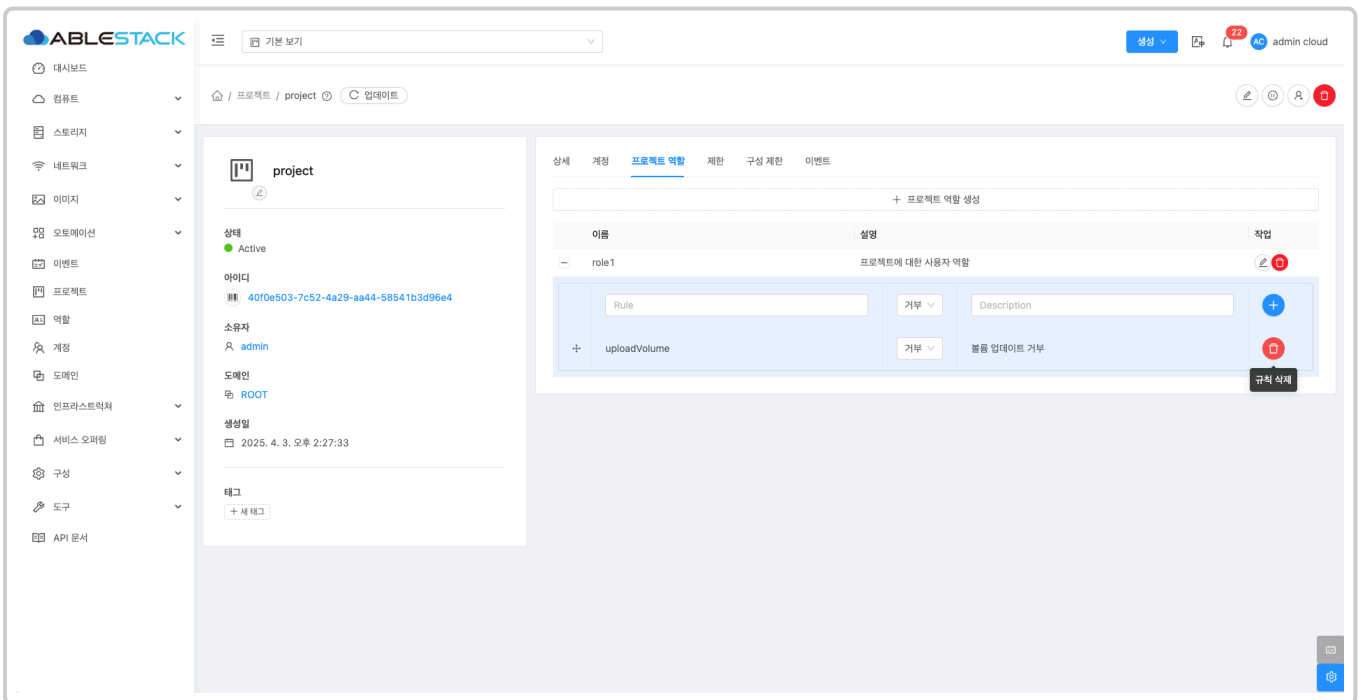 ABLESTACK
기본 보기
생성
22
AC
admin cloud
대시보드
컴퓨트
스토리지
네트워크
이미지
오토메이션
이벤트
프로젝트
역할
계정
도메인
인프라스트럭쳐
서비스 오퍼링
구성
도구
API 문서
/ 프로젝트 / project
업데이트
project
상태
Active
아이디
40f0e503-7c52-4a29-aa44-58541b3d96e4
소유자
admin
도메인
ROOT
생성일
2025. 4. 3. 오후 2:27:33
태그
+ 새 태그
상세 계정 프로젝트 역할 제한 구성 제한 이벤트
+ 프로젝트 역할 생성
이름 설명 작업
role1 프로젝트에 대한 사용자 역할
Rule 거부 Description
uploadVolume 거부 볼륨 업데이트 거부
규칙 삭제